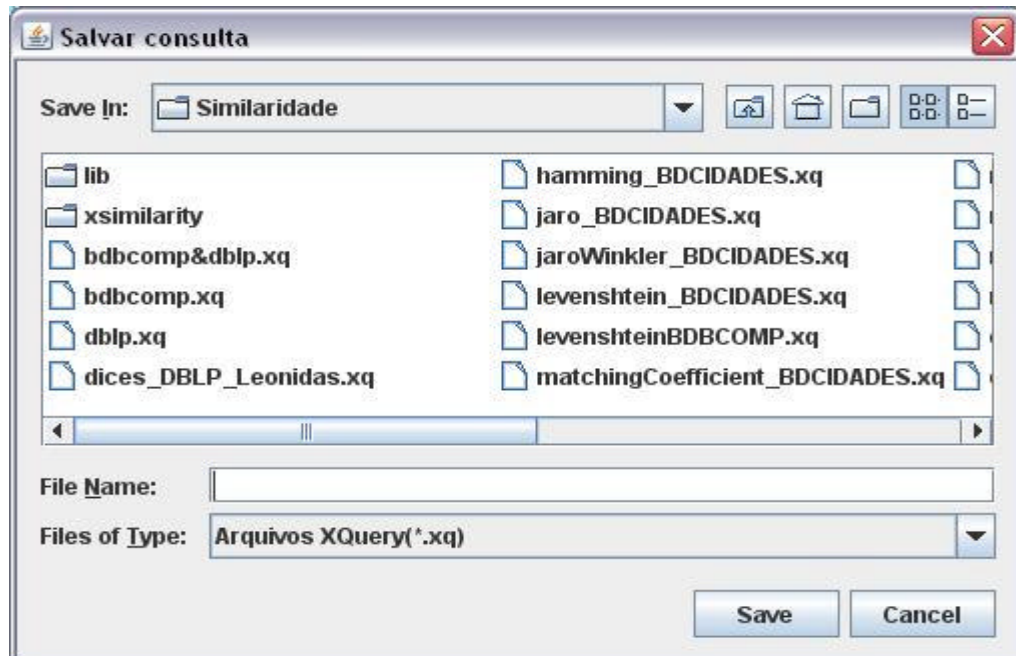 Salvar consulta
Save In: Similaridade
lib
xsimilarity
bdbcomp&dblp.xq
bdbcomp.xq
dblp.xq
dices_DBLP_Leonidas.xq
hamming_BDCIDADES.xq
jaro_BDCIDADES.xq
jaroWinkler_BDCIDADES.xq
levenshtein_BDCIDADES.xq
levenshteinBDBCOMP.xq
matchingCoefficient_BDCIDADES.xq
File Name:
Files of Type: Arquivos XQuery(*.xq)
Save Cancel